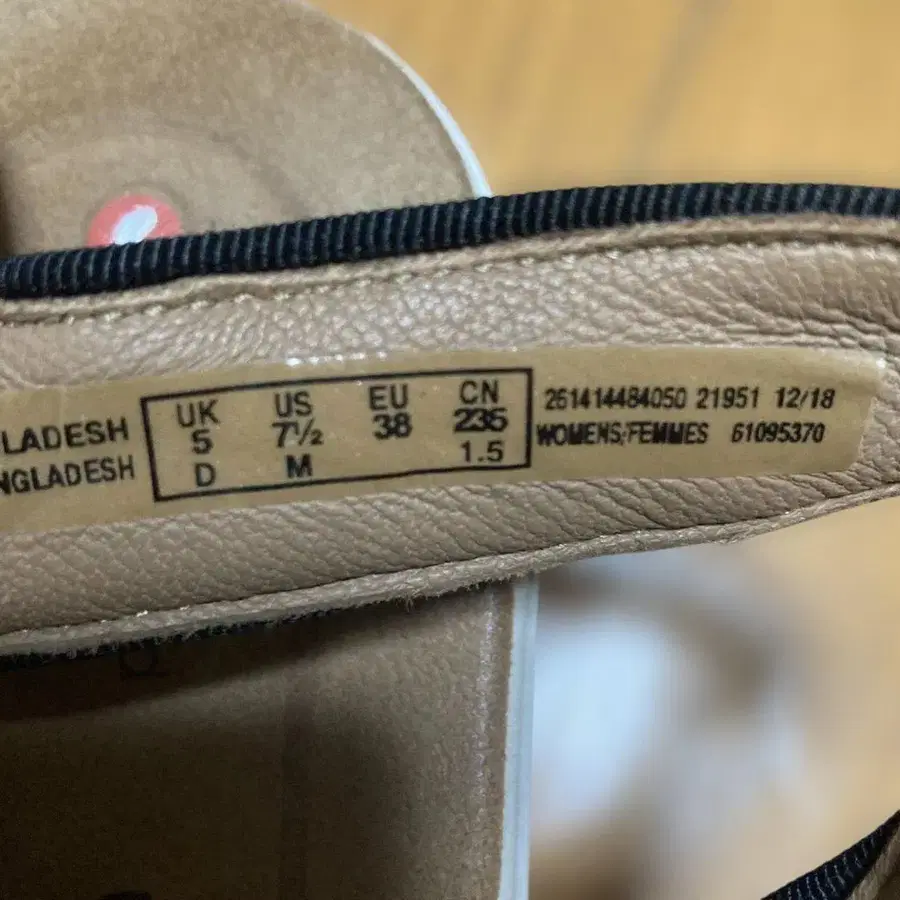 LADESH
NGLADESH
UK US EU CN
5 7½ 38 235
D M 1.5
261414484050 21951 12/18
WOMENS/FEMMES 61095370